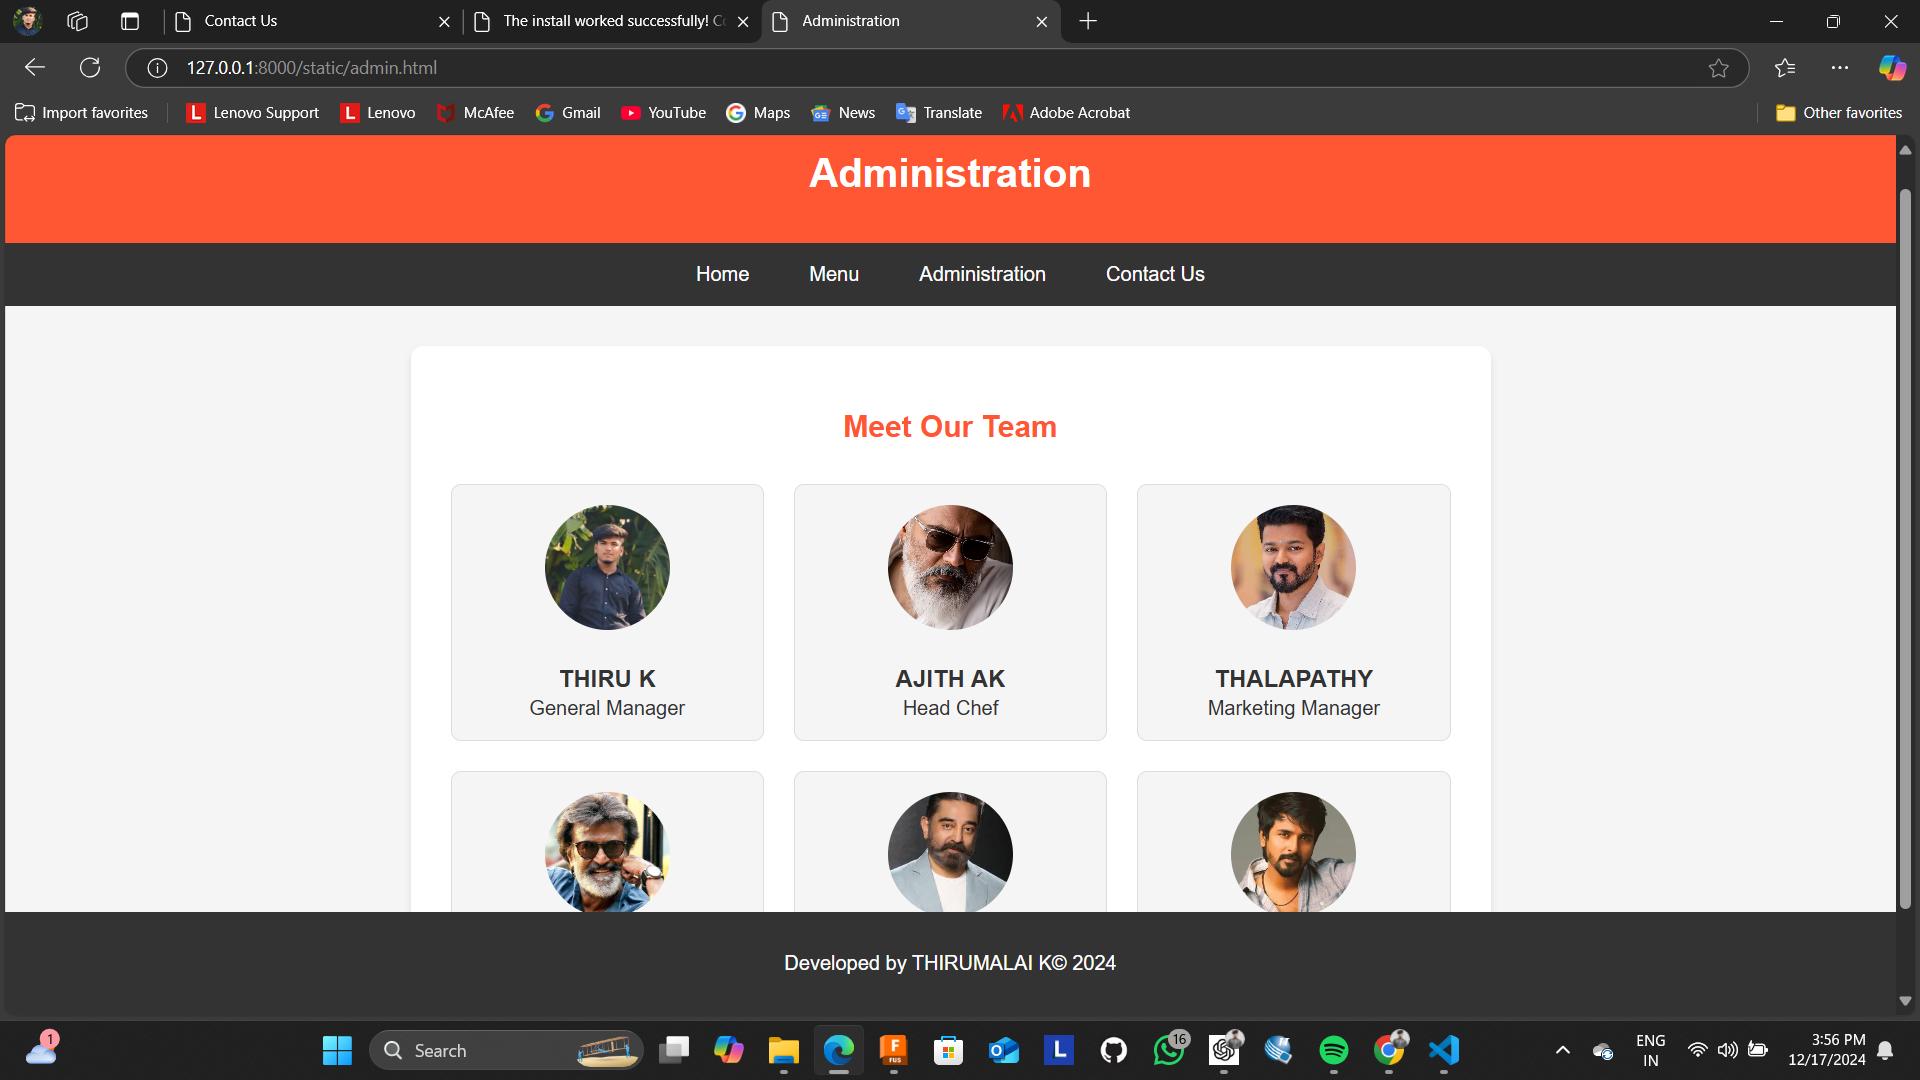 Contact Us
The install worked successfully!
Administration
127.0.0.1:8000/static/admin.html
Import favorites
Lenovo Support
Lenovo
McAfee
Gmail
YouTube
Maps
News
Translate
Adobe Acrobat
Other favorites
Administration
Home
Menu
Administration
Contact Us
Meet Our Team
THIRU K
General Manager
AJITH AK
Head Chef
THALAPATHY
Marketing Manager
Developed by THIRUMALAI K© 2024
1
Search
16
ENG
IN
3:56 PM
12/17/2024